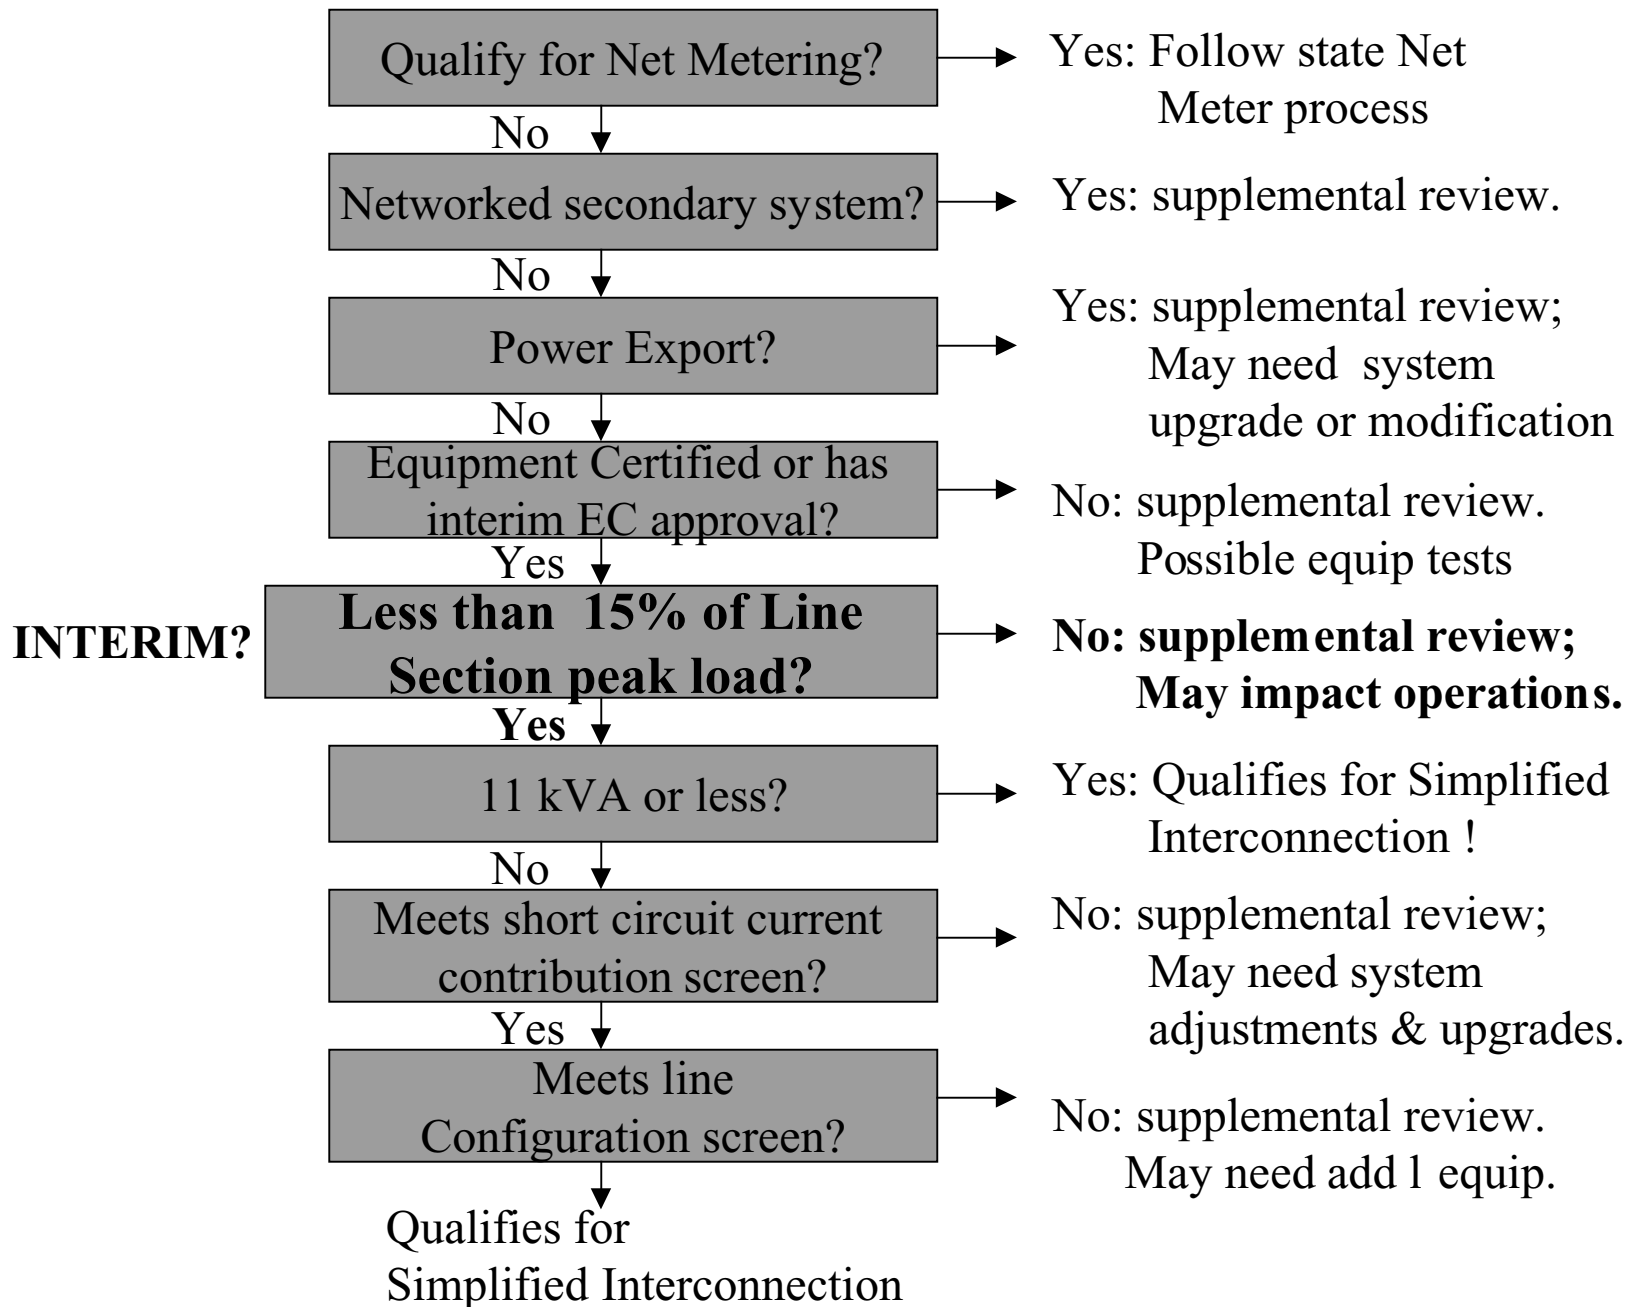 Qualify for Net Metering?
Yes: Follow state Net
Meter process
No
Networked secondary system?
Yes: supplemental review.
No
Power Export?
Yes: supplemental review;
May need system
upgrade or modification
No
Equipment Certified or has
interim EC approval?
No: supplemental review.
Possible equip tests
Yes
INTERIM?
Less than 15% of Line
Section peak load?
No: supplemental review;
May impact operations.
Yes
11 kVA or less?
Yes: Qualifies for Simplified
Interconnection !
No
Meets short circuit current
contribution screen?
No: supplemental review;
May need system
adjustments & upgrades.
Yes
Meets line
Configuration screen?
No: supplemental review.
May need add l equip.
Qualifies for
Simplified Interconnection